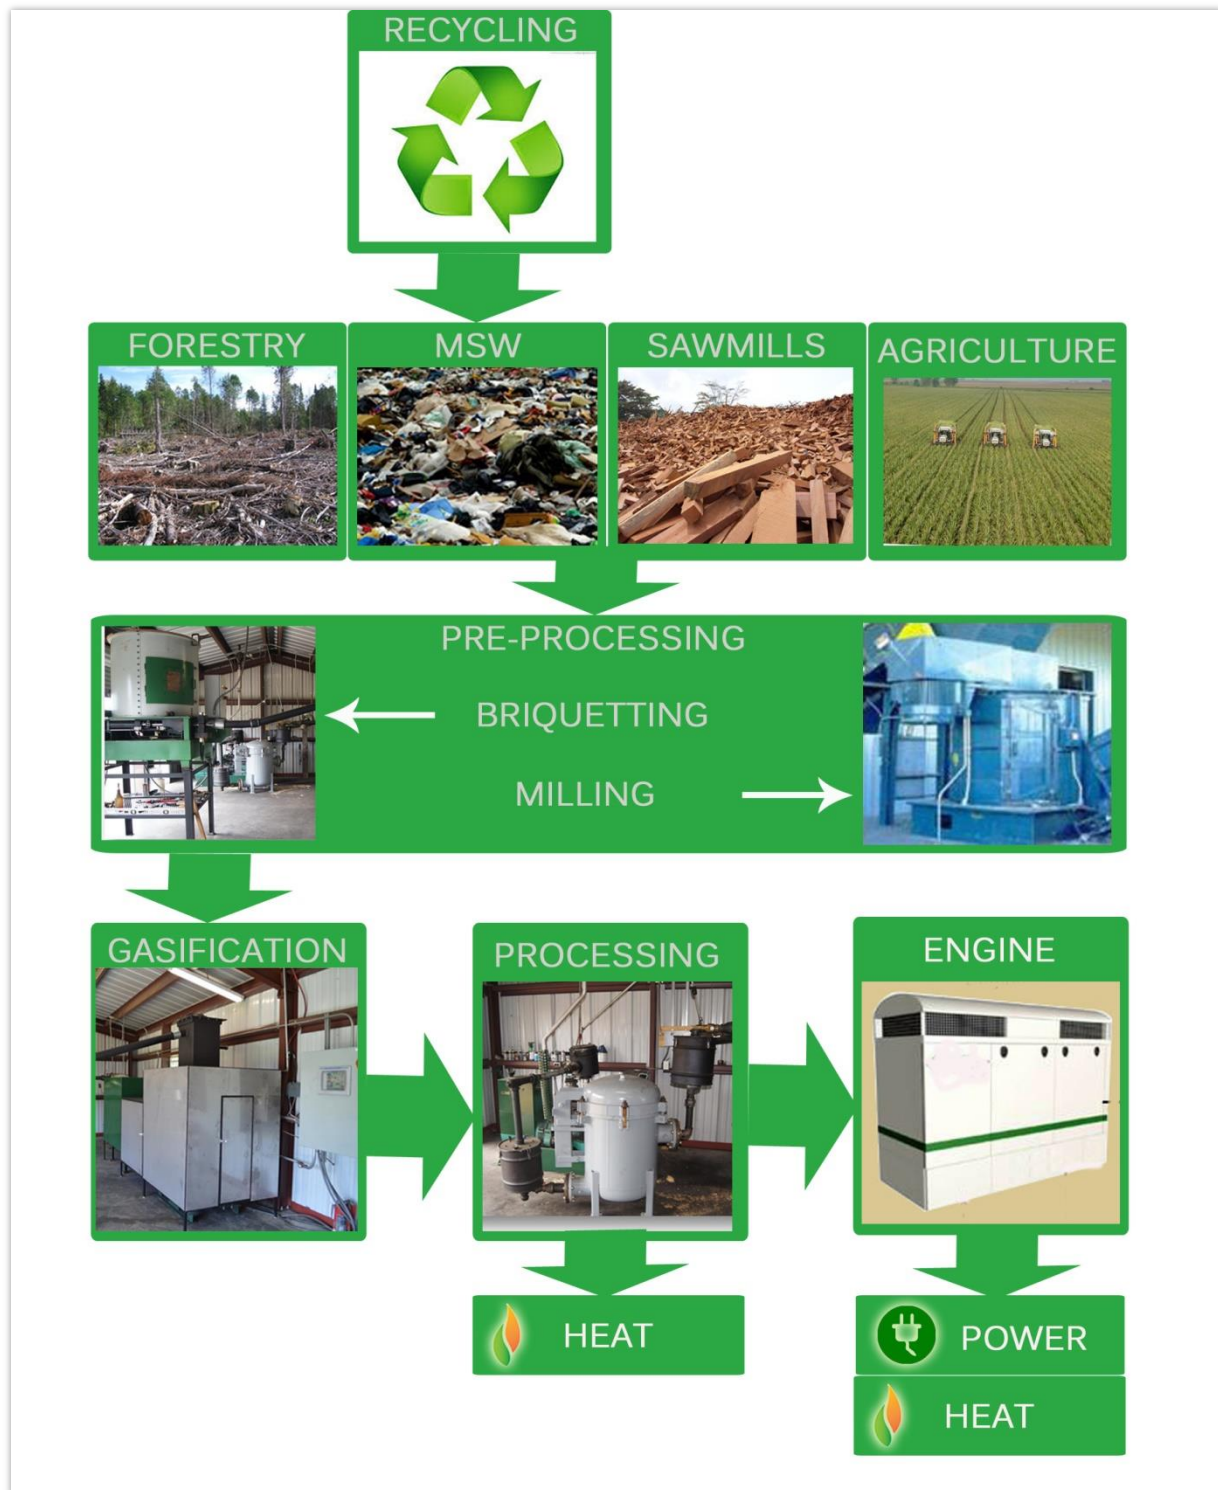 RECYCLING
FORESTRY
MSW
SAWMILLS
AGRICULTURE
PRE-PROCESSING
BRIQUETTING
MILLING
GASIFICATION
PROCESSING
ENGINE
HEAT
POWER
HEAT